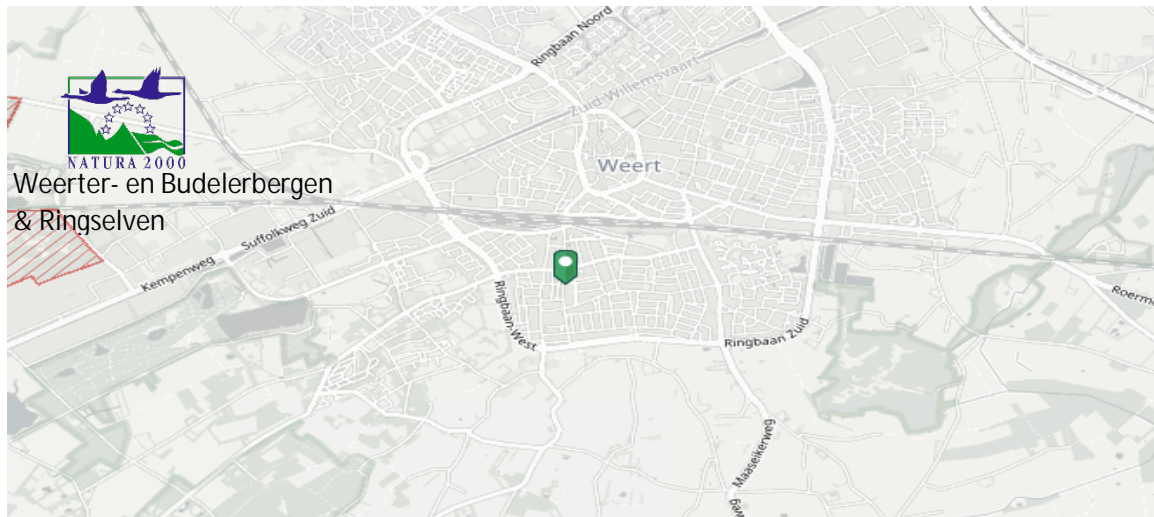 Ringbaan Noord
Zuid-Willemsvaart
Weert
NATURA 2000
Weerter- en Budelerbergen
& Ringselven
Suffolkweg Zuid
Kempenweg
Ringbaan-West
Ringbaan Zuid
Roerm
Maaseikerweg
weg